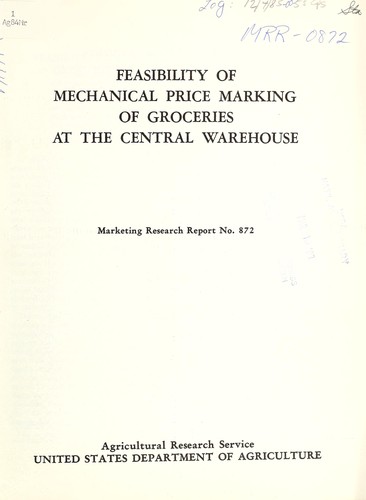 1
Ag84Mr
MRR-0872
FEASIBILITY OF
MECHANICAL PRICE MARKING
OF GROCERIES
AT THE CENTRAL WAREHOUSE
Marketing Research Report No. 872
Agricultural Research Service
UNITED STATES DEPARTMENT OF AGRICULTURE